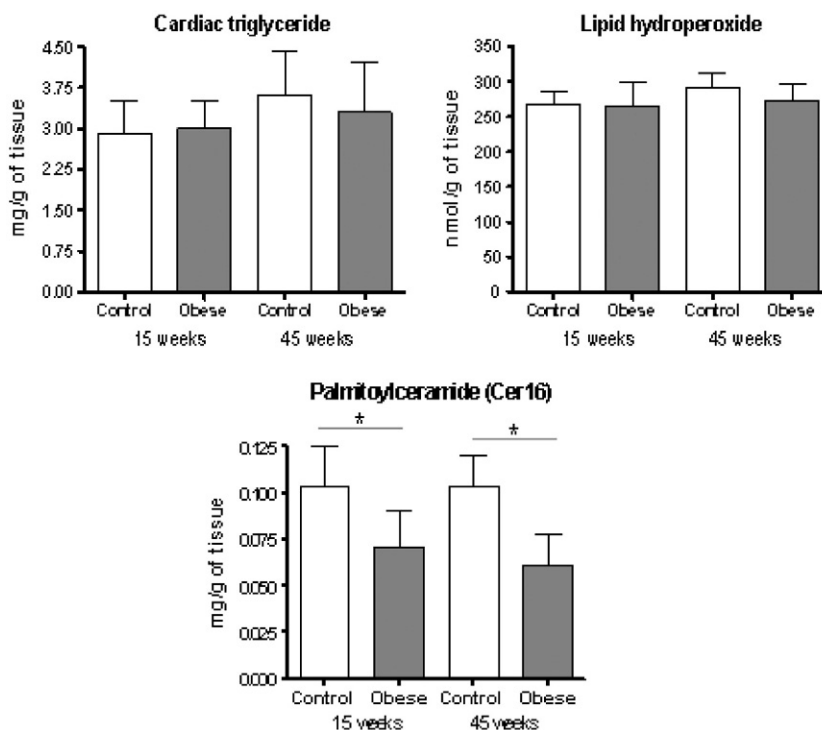 Cardiac triglyceride
4.50
3.75
3.00
2.25
1.50
0.75
0.00
mg/g of tissue
Control Obese Control Obese
15 weeks 45 weeks
Lipid hydroperoxide
350
300
250
200
150
100
50
0
nmol/g of tissue
Control Obese Control Obese
15 weeks 45 weeks
Palmitoylceramide (Cer16)
* *
0.125
0.100
0.075
0.050
0.025
0.000
mg/g of tissue
Control Obese Control Obese
15 weeks 45 weeks